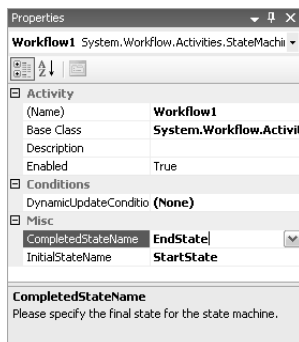 Properties
Workflow1 System.Workflow.Activities.StateMachi
Activity
(Name) Workflow1
Base Class System.Workflow.Activi
Description
Enabled True
Conditions
DynamicUpdateConditio (None)
Misc
CompletedStateName EndState
InitialStateName StartState
CompletedStateName
Please specify the final state for the state machine.